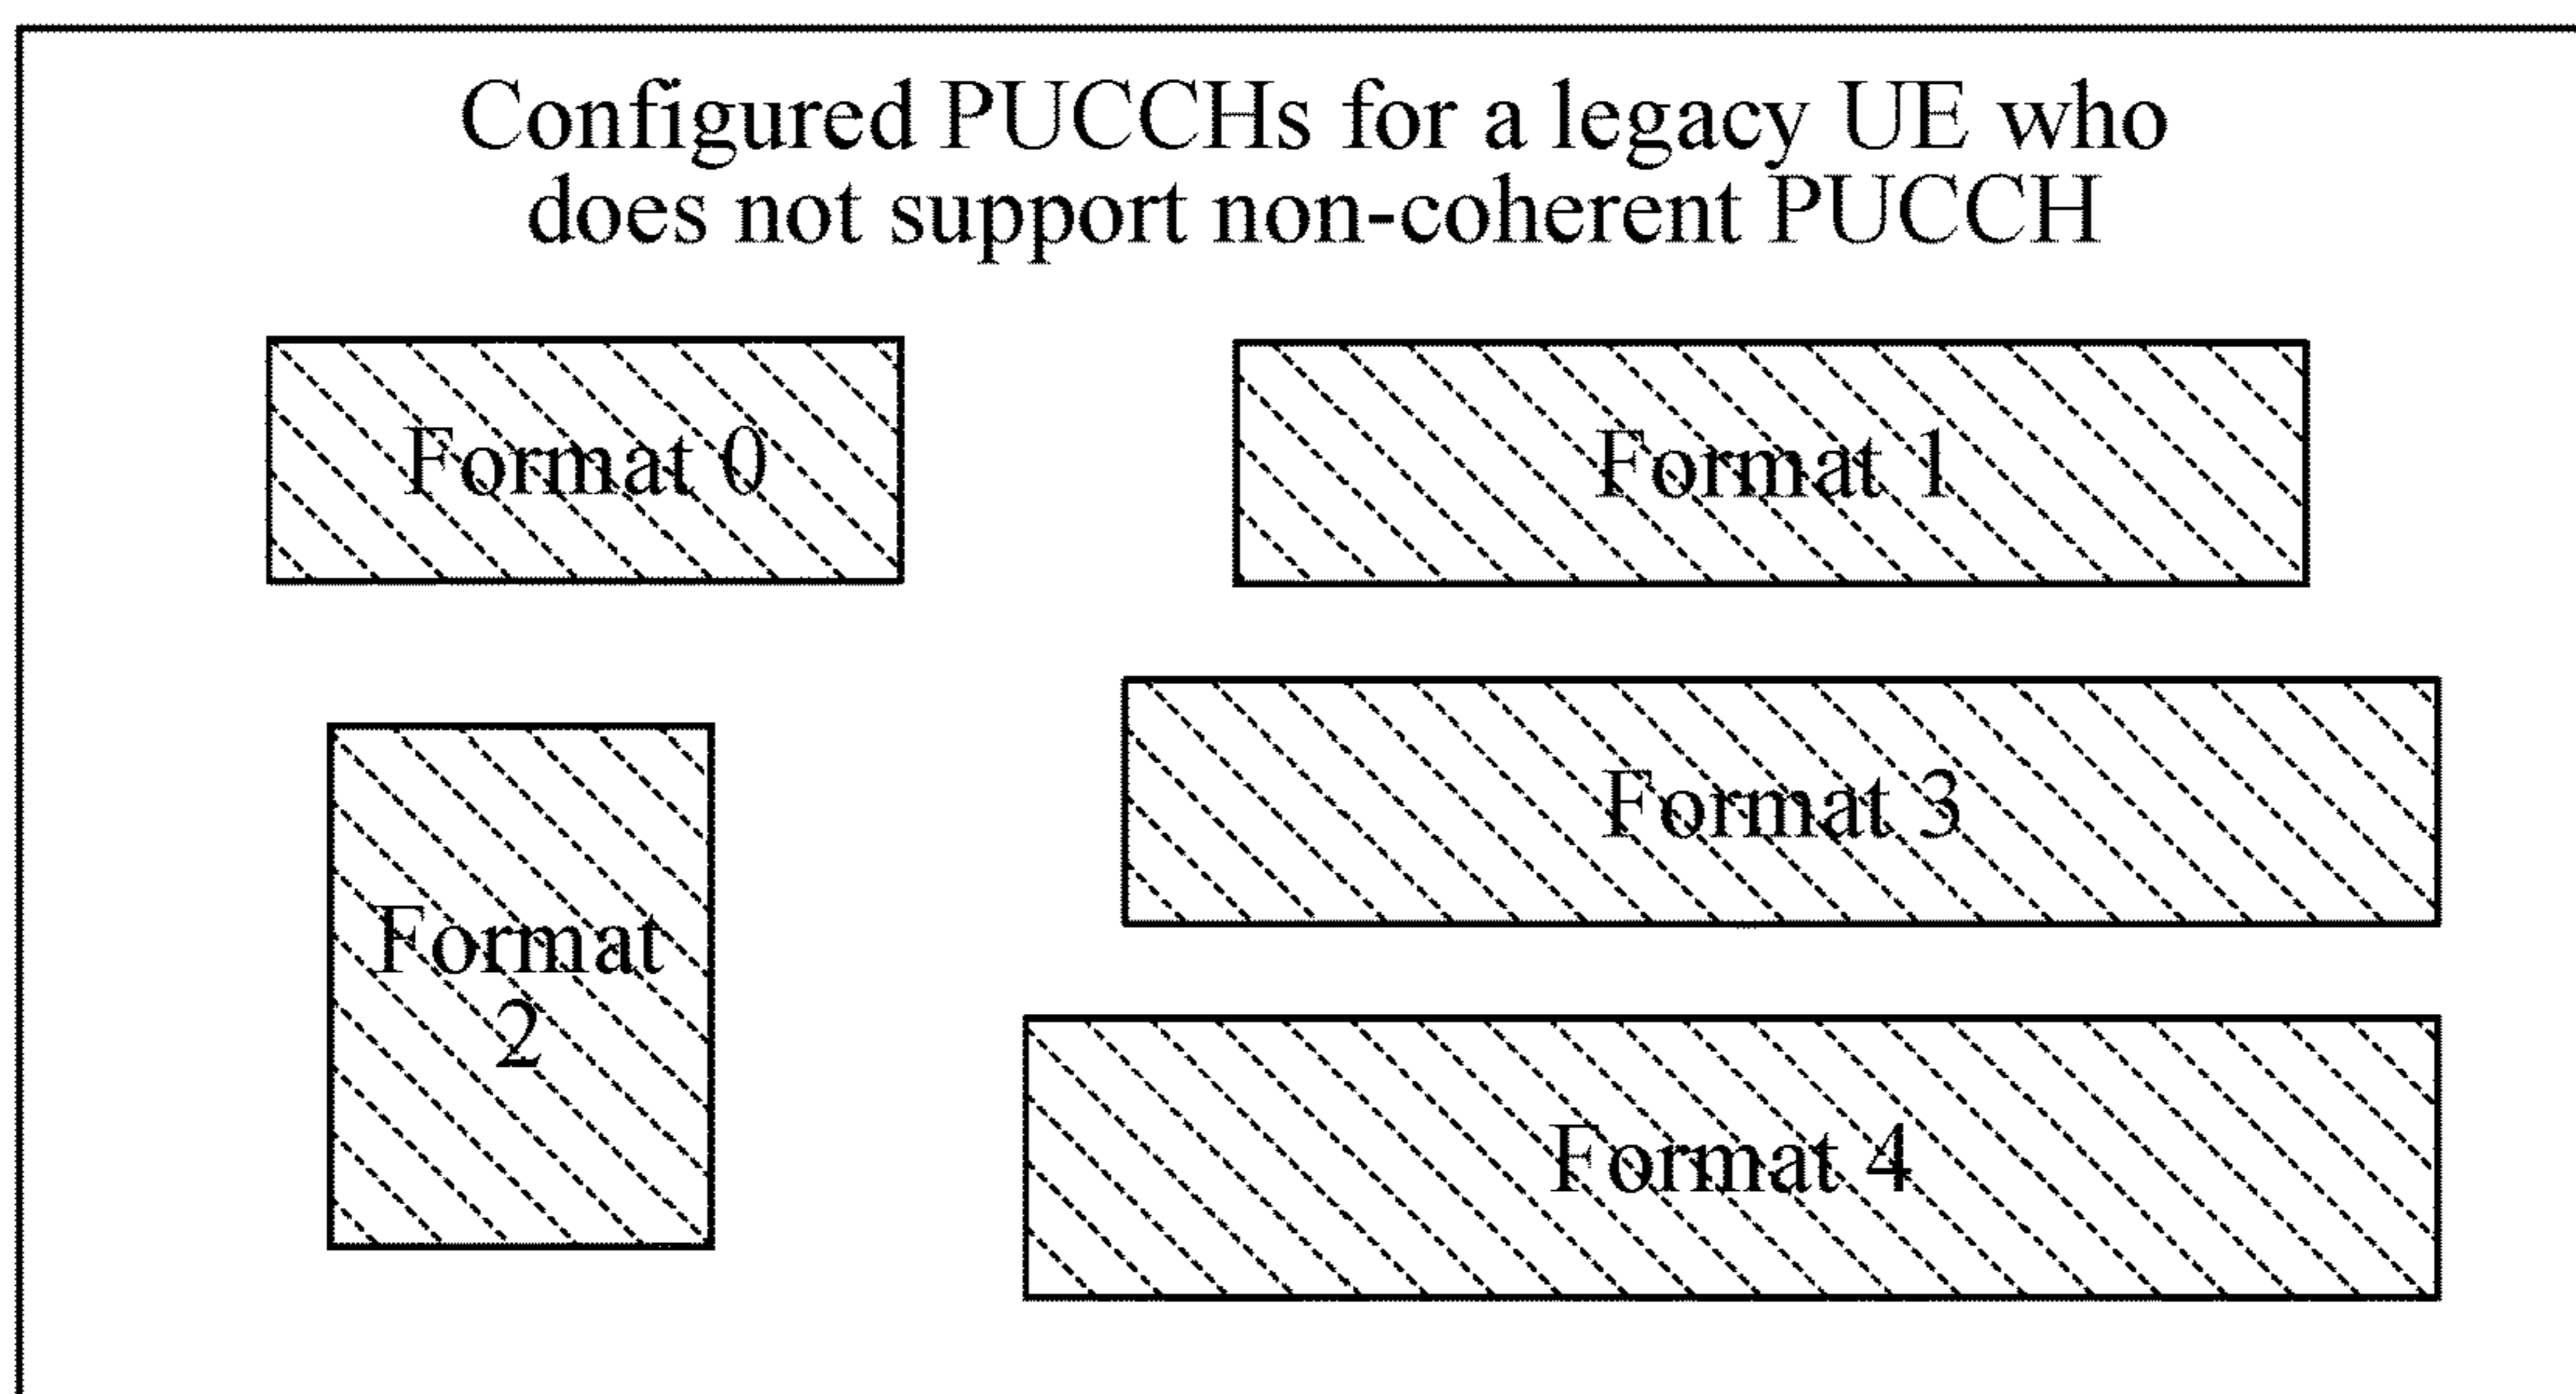 Configured PUCCHs for a legacy UE who
does not support non-coherent PUCCH
Format 0
Format 1
Format
2
Format 3
Format 4